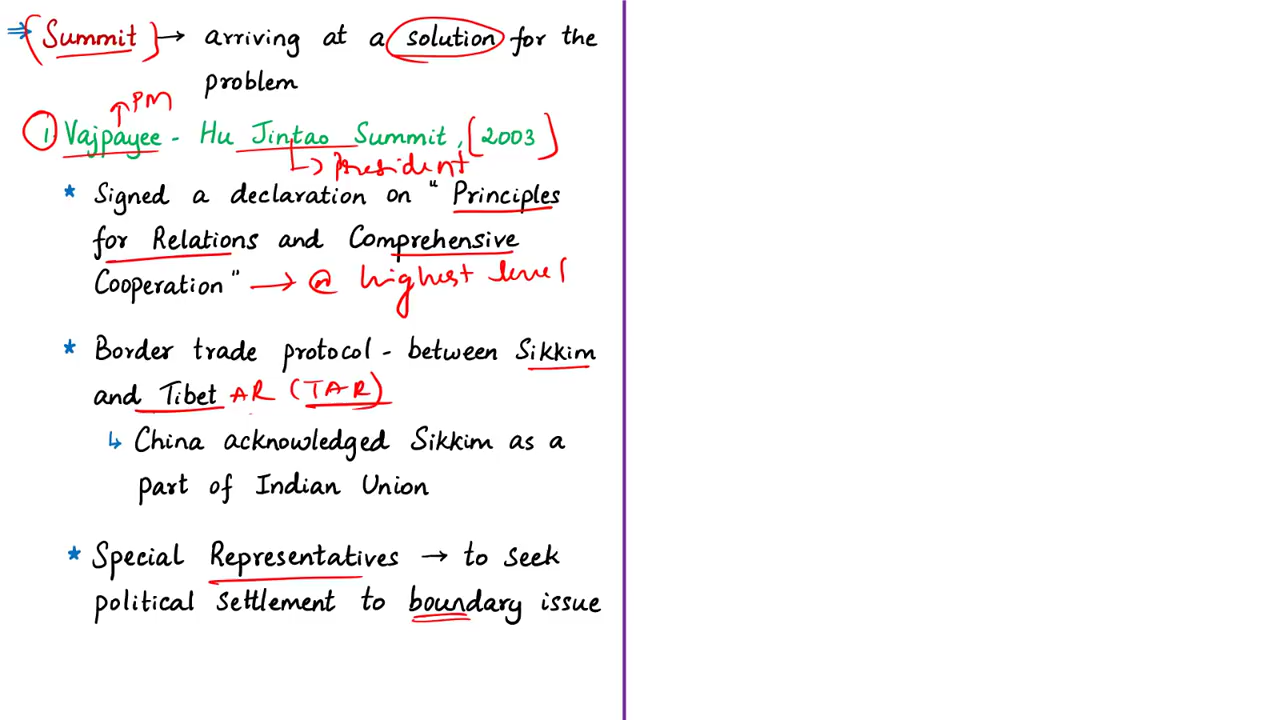 ⇒ [Summit] → arriving at a solution for the
problem
↑ PM
1) Vajpayee - Hu Jintao Summit, [2003]
↳ President
* Signed a declaration on "Principles
for Relations and Comprehensive
Cooperation" → @ highest level
* Border trade protocol - between Sikkim
and Tibet AR (TAR)
↳ China acknowledged Sikkim as a
part of Indian Union
* Special Representatives → to seek
political settlement to boundary issue